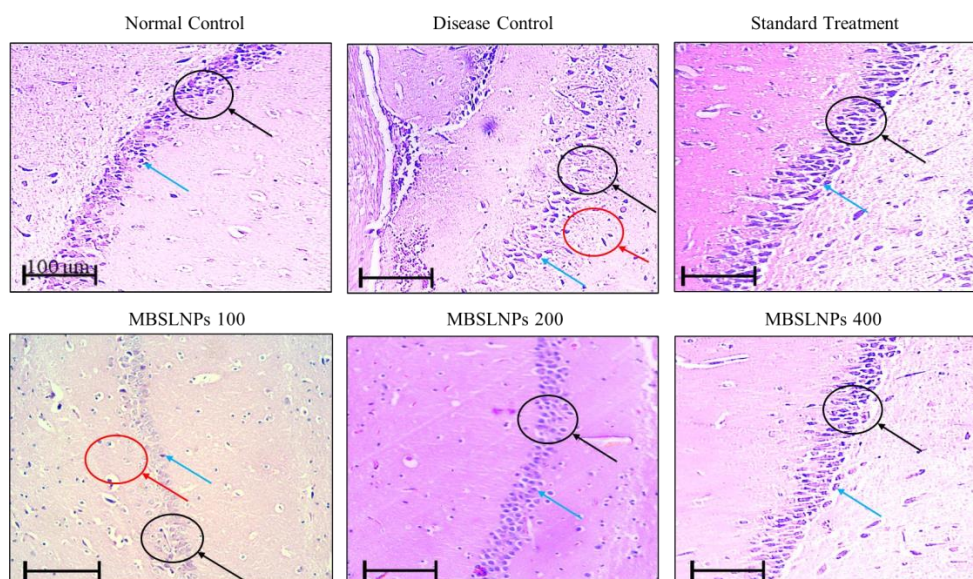 Normal Control
Disease Control
Standard Treatment
100 µm
MBSLNPs 100
MBSLNPs 200
MBSLNPs 400